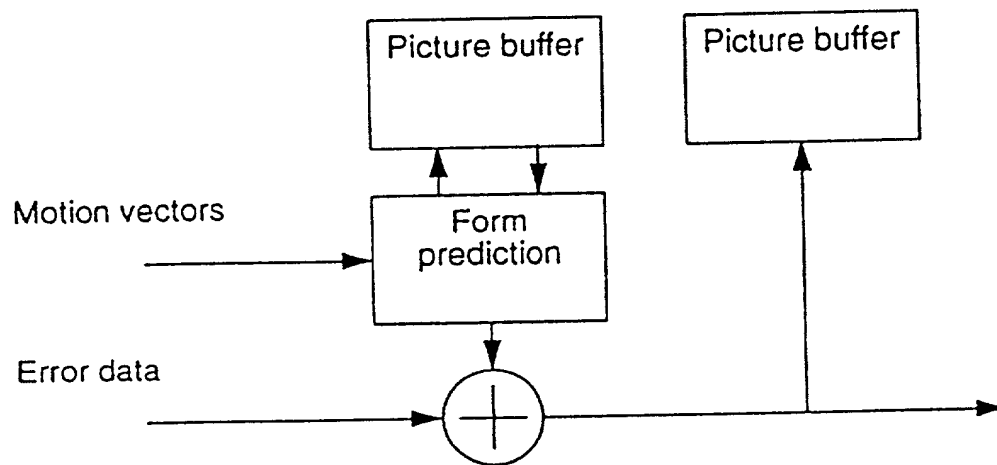 Picture buffer
Picture buffer
Motion vectors
Form
prediction
Error data